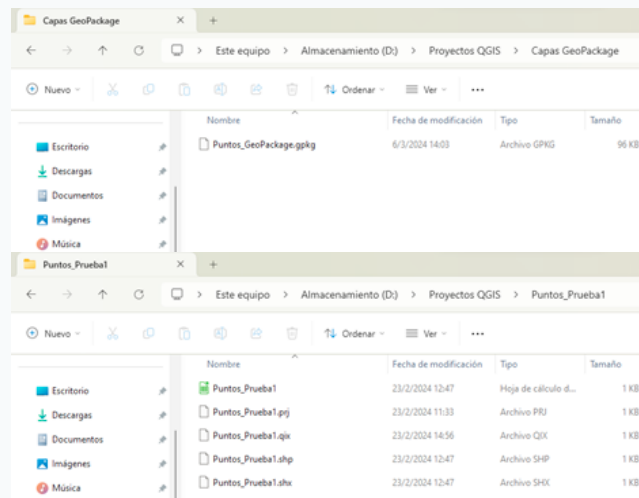 Capas GeoPackage
Este equipo > Almacenamiento (D:) > Proyectos QGIS > Capas GeoPackage
Nuevo Ordenar Ver ...
Nombre Fecha de modificación Tipo Tamaño
Escritorio
Descargas
Documentos
Imágenes
Música
Puntos_GeoPackage.gpkg 6/3/2024 14:03 Archivo GPKG 96 KB
Puntos_Prueba1
Este equipo > Almacenamiento (D:) > Proyectos QGIS > Puntos_Prueba1
Nuevo Ordenar Ver ...
Nombre Fecha de modificación Tipo Tamaño
Escritorio
Descargas
Documentos
Imágenes
Música
Puntos_Prueba1 23/2/2024 12:47 Hoja de cálculo d... 1 KB
Puntos_Prueba1.prj 23/2/2024 11:33 Archivo PRJ 1 KB
Puntos_Prueba1.qix 23/2/2024 14:56 Archivo QIX 1 KB
Puntos_Prueba1.shp 23/2/2024 12:47 Archivo SHP 1 KB
Puntos_Prueba1.shx 23/2/2024 12:47 Archivo SHX 1 KB